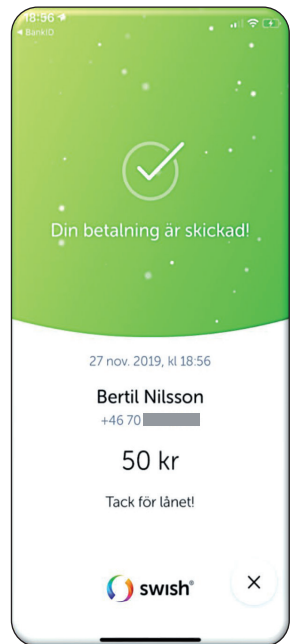 18:56
◀ BankID
Din betalning är skickad!
27 nov. 2019, kl 18:56
Bertil Nilsson
+46 70
50 kr
Tack för lånet!
swish®